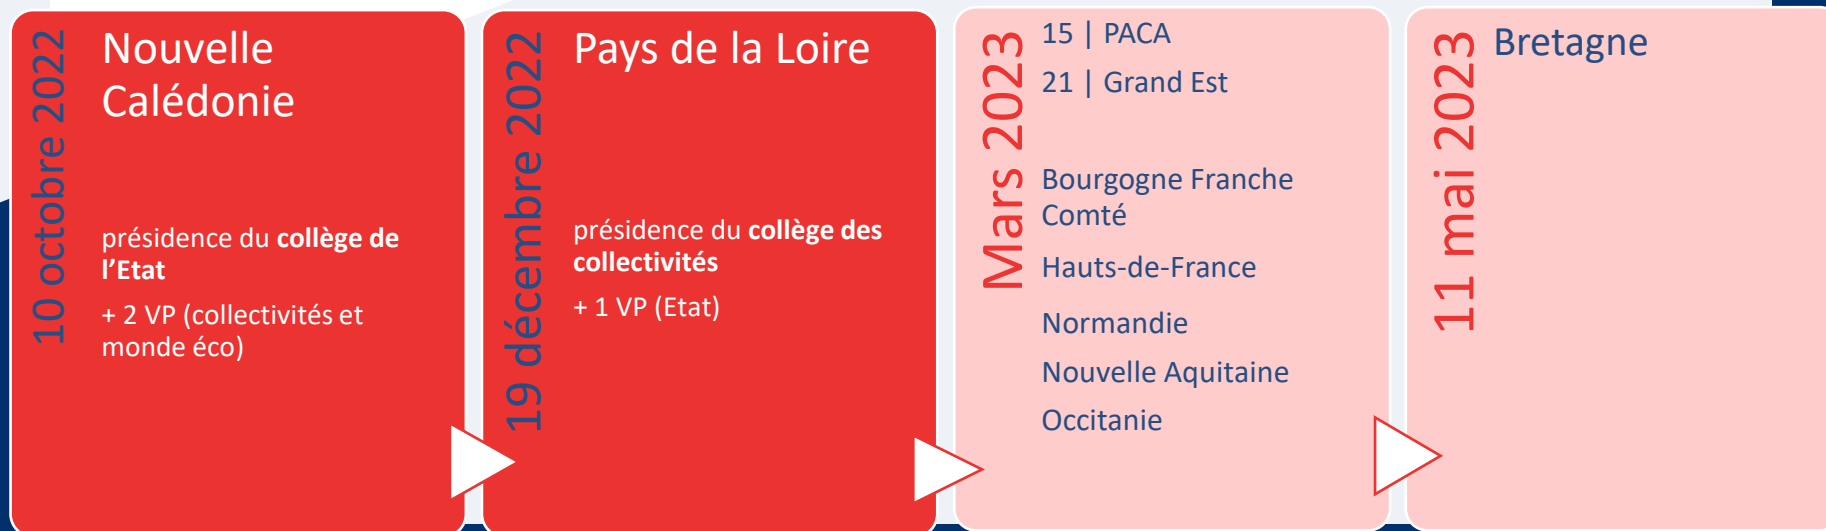 10 octobre 2022
Nouvelle
Calédonie
présidence du collège de
l’Etat
+ 2 VP (collectivités et
monde éco)
19 décembre 2022
Pays de la Loire
présidence du collège des
collectivités
+ 1 VP (Etat)
Mars 2023
15 | PACA
21 | Grand Est
Bourgogne Franche
Comté
Hauts-de-France
Normandie
Nouvelle Aquitaine
Occitanie
11 mai 2023
Bretagne